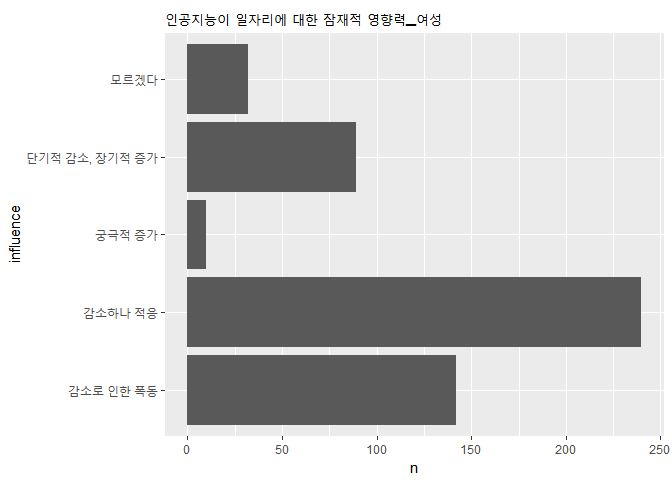 인공지능이 일자리에 대한 잠재적 영향력_여성
influence
모르겠다
단기적 감소, 장기적 증가
궁극적 증가
감소하나 적응
감소로 인한 폭동
0 50 100 150 200 250
n